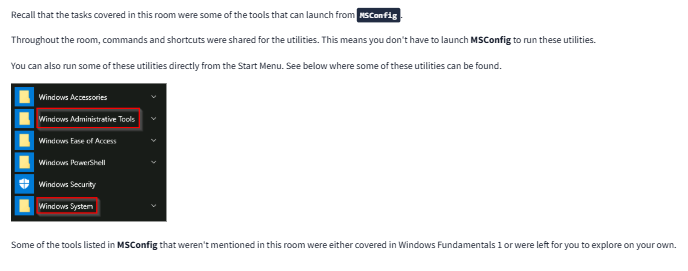 Recall that the tasks covered in this room were some of the tools that can launch from MSConfig.
Throughout the room, commands and shortcuts were shared for the utilities. This means you don't have to launch MSConfig to run these utilities.
You can also run some of these utilities directly from the Start Menu. See below where some of these utilities can be found.
Windows Accessories
Windows Administrative Tools
Windows Ease of Access
Windows PowerShell
Windows Security
Windows System
Some of the tools listed in MSConfig that weren't mentioned in this room were either covered in Windows Fundamentals 1 or were left for you to explore on your own.